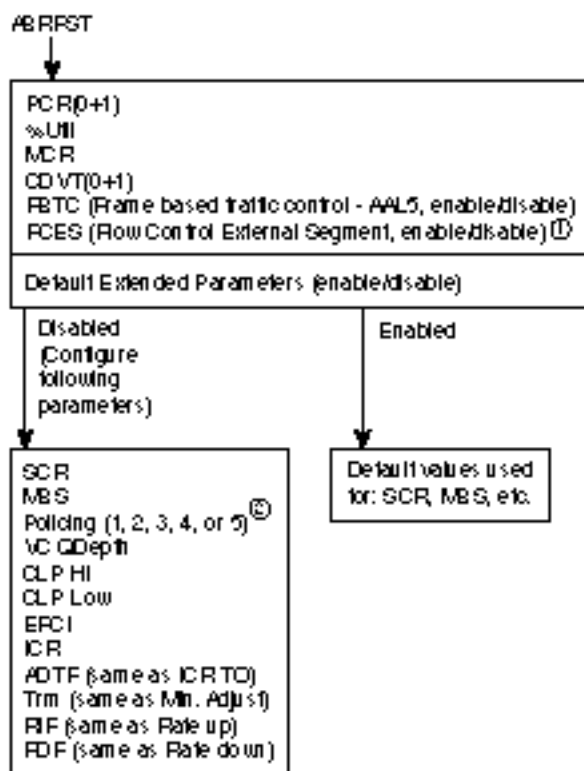 ABRFST
PCR(0+1)
%Util
MCR
CDVT(0+1)
FBTC (Frame based traffic control - AAL5, enable/disable)
FCES (Flow Control External Segment, enable/disable) ①
Default Extended Parameters (enable/disable)
Disabled
(Configure
following
parameters)
Enabled
SCR
MBS
Policing (1, 2, 3, 4, or 5) ②
VC QDepth
CLP HI
CLP Low
EFCI
ICR
ADTF (same as ICR TO)
Trm (same as Min. Adjust)
RIF (same as Rate up)
RDF (same as Rate down)
Default values used
for: SCR, MBS, etc.